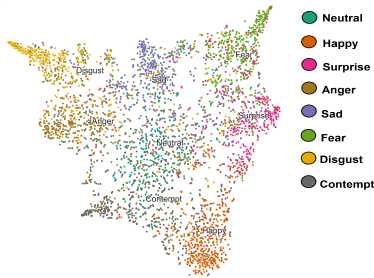 Neutral
Happy
Surprise
Anger
Sad
Fear
Disgust
Contempt
Disgust
Sad
Fear
Anger
Surprise
Neutral
Contempt
Happy